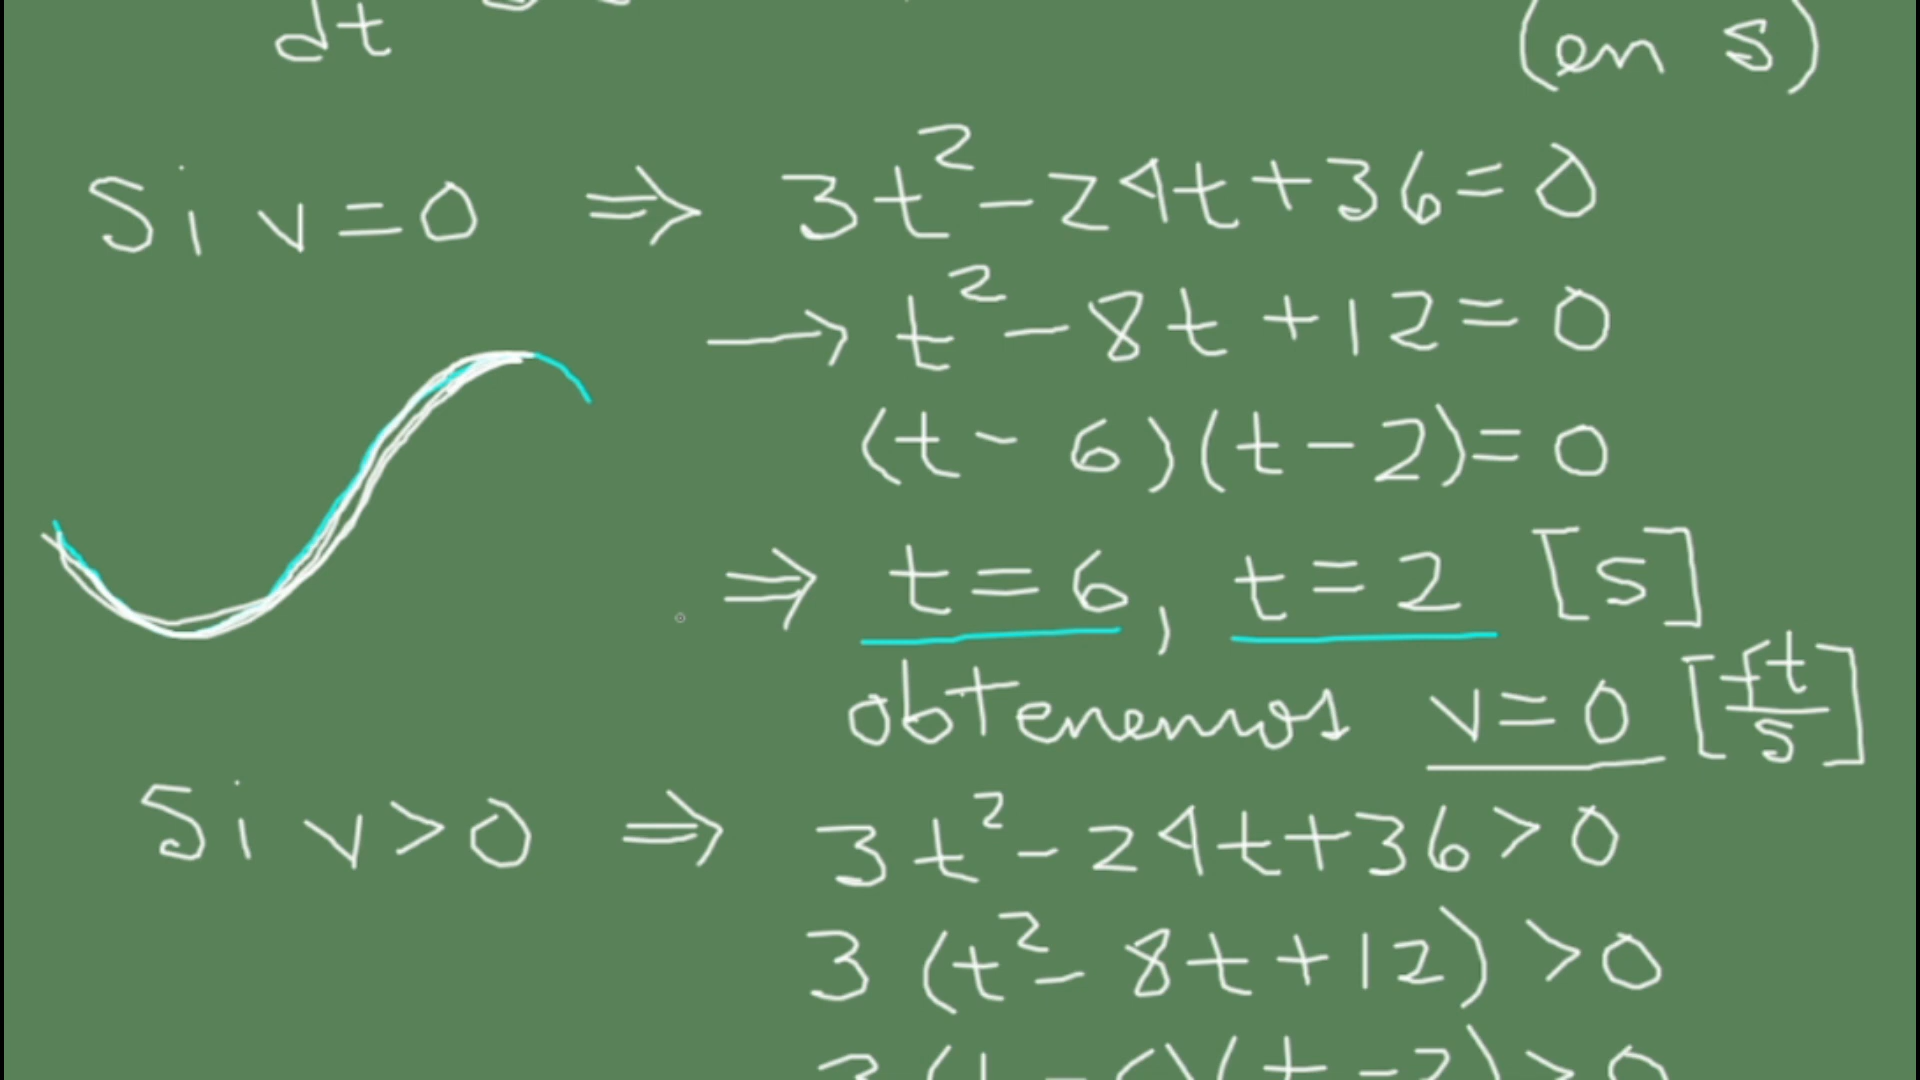 dt
(en s)
Si v=0 ⇒ 3t²-24t+36=0
→ t²-8t+12=0
(t-6)(t-2)=0
⇒ t=6, t=2 [s]
obtenemos v=0 [ft/s]
Si v>0 ⇒ 3t²-24t+36>0
3(t²-8t+12)>0